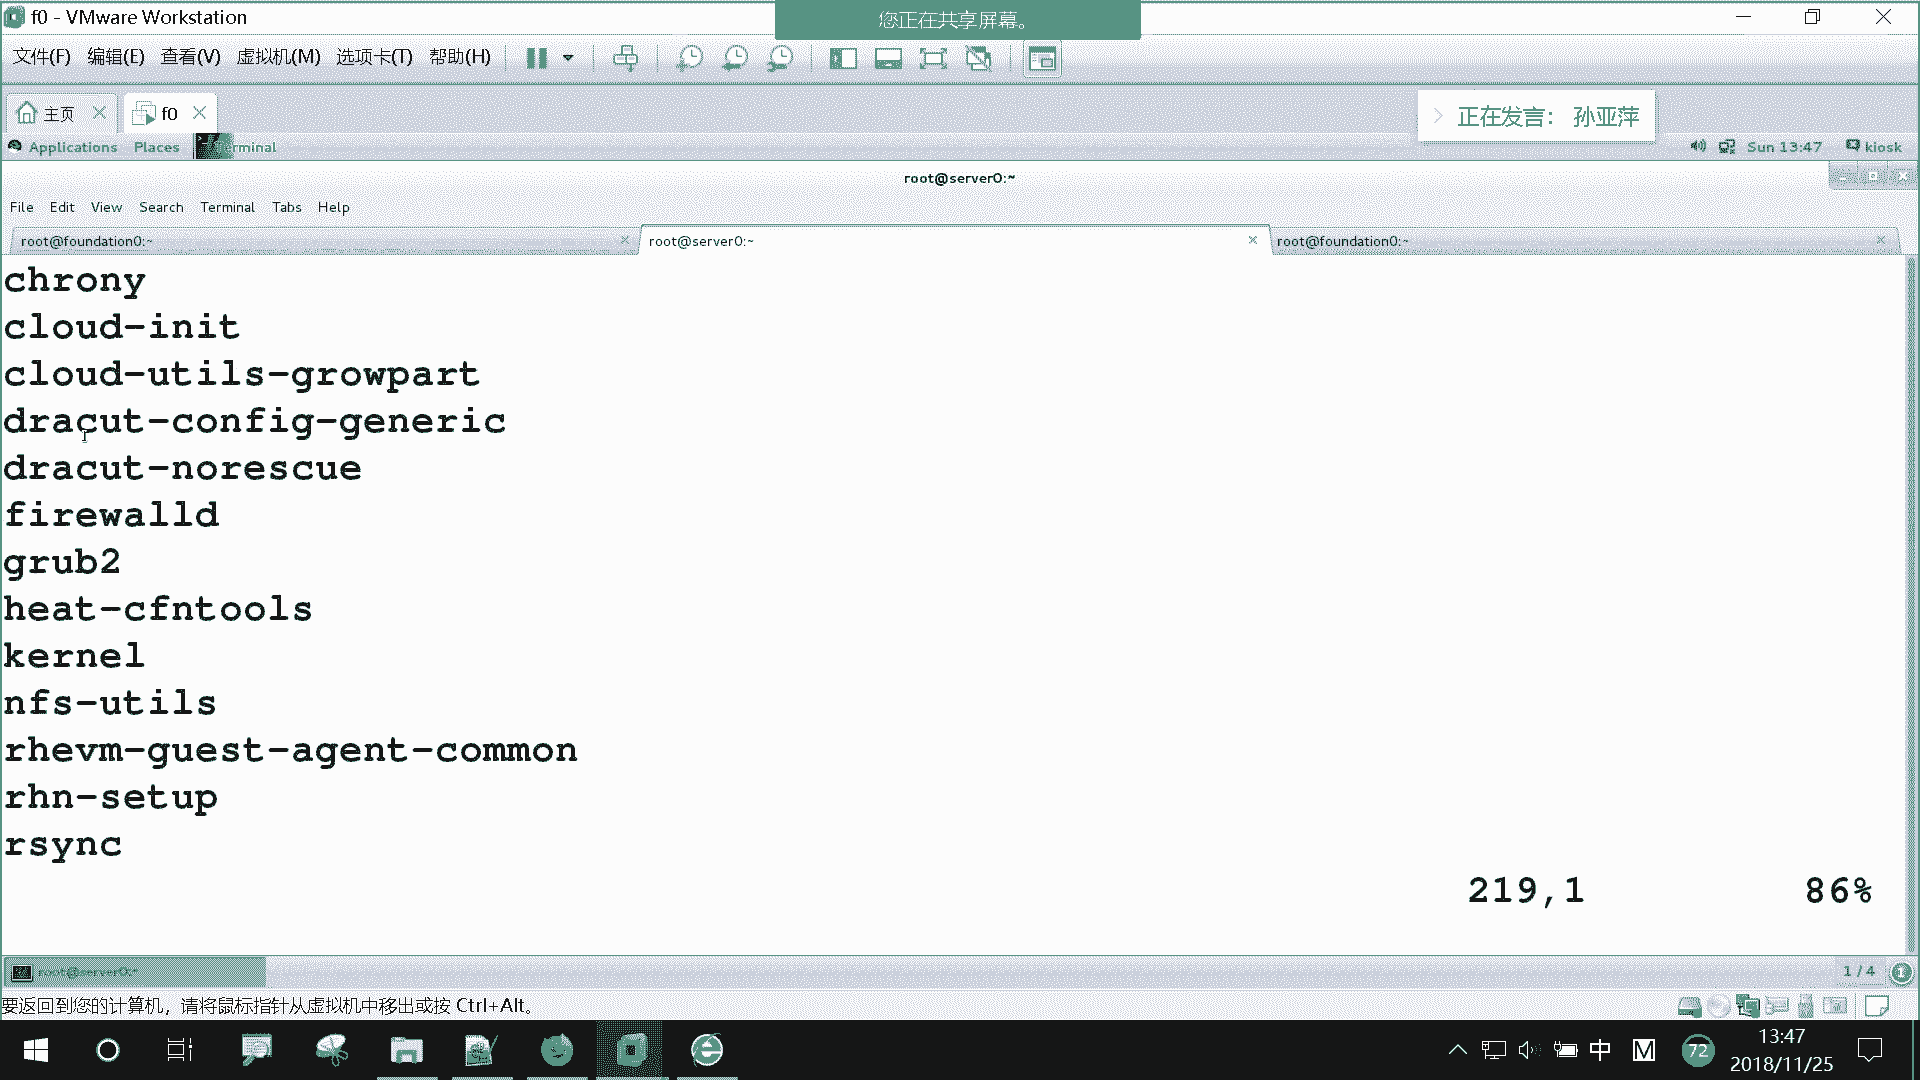 f0 - VMware Workstation
您正在共享屏幕。
文件(F) 编辑(E) 查看(V) 虚拟机(M) 选项卡(T) 帮助(H)
主页 f0
正在发言： 孙亚萍
Applications Places Sun 13:47 kiosk
root@server0:~
File Edit View Search Terminal Tabs Help
root@foundation0:~ root@server0:~ root@foundation0:~
chrony
cloud-init
cloud-utils-growpart
dracut-config-generic
dracut-norescue
firewalld
grub2
heat-cfntools
kernel
nfs-utils
rhevm-guest-agent-common
rhn-setup
rsync
219,1 86%
root@server0:~ 1 / 4 1
要返回到您的计算机，请将鼠标指针从虚拟机中移出或按 Ctrl+Alt。
中 M 72 13:47
2018/11/25